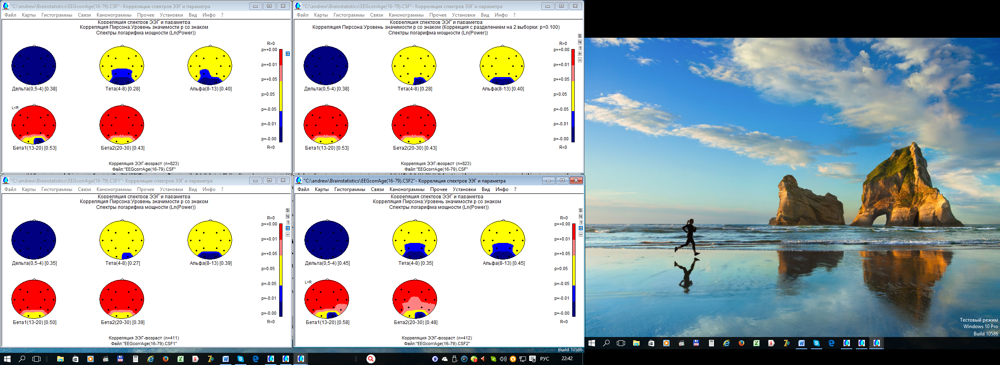 "C:\andrew\Brainstatistics\EEGcorrAge(16-79).CSF"- Корреляция спектров ЭЭГ и параметра
Файл Карты Гистограммы Связи Канонограммы Прочее Установки Вид Инфо ?
Корреляция спектров ЭЭГ и параметра
Корреляция Пирсона:Уровень значимости p со знаком
Спектры логарифма мощности (Ln(Power))
R>0
p=+0.00
p=+0.01
p=+0.05
p>0.05
p=-0.05
p=-0.01
p=-0.00
R<0
Дельта(0,5-4) [0.38]
Тета(4-8) [0.28]
Альфа(8-13) [0.40]
L<R
Бета1(13-20) [0.53]
Бета2(20-30) [0.43]
Корреляция ЭЭГ-возраст (n=823)
Файл:"EEGcorrAge(16-79).CSF"
"C:\andrew\Brainstatistics\EEGcorrAge(16-79).CSF"- Корреляция спектров ЭЭГ и параметра
Файл Карты Гистограммы Связи Канонограммы Прочее Установки Вид Инфо ?
Корреляция спектров ЭЭГ и параметра
Корреляция Пирсона:Уровень значимости p со знаком (Коррекция с разделением на 2 выборки: p<0.100)
Спектры логарифма мощности (Ln(Power))
S
N
1
+
−
R>0
p=+0.00
p=+0.01
p=+0.05
p>0.05
p=-0.05
p=-0.01
p=-0.00
R<0
Дельта(0,5-4) [0.38]
Тета(4-8) [0.28]
Альфа(8-13) [0.40]
Бета1(13-20) [0.53]
Бета2(20-30) [0.43]
Корреляция ЭЭГ-возраст (n=823)
Файл:"EEGcorrAge(16-79).CSF"
"C:\andrew\Brainstatistics\EEGcorrAge(16-79).CSF1"- Корреляция спектров ЭЭГ и параметра
Файл Карты Гистограммы Связи Канонограммы Прочее Установки Вид Инфо ?
Корреляция спектров ЭЭГ и параметра
Корреляция Пирсона:Уровень значимости p со знаком
Спектры логарифма мощности (Ln(Power))
S
N
1
−
R>0
p=+0.00
p=+0.01
p=+0.05
p>0.05
p=-0.05
p=-0.01
p=-0.00
R<0
Дельта(0,5-4) [0.35]
Тета(4-8) [0.27]
Альфа(8-13) [0.39]
Бета1(13-20) [0.50]
Бета2(20-30) [0.39]
Корреляция ЭЭГ-возраст (n=411)
Файл:"EEGcorrAge(16-79).CSF1"
"C:\andrew\Brainstatistics\EEGcorrAge(16-79).CSF2"- Корреляция спектров ЭЭГ и параметра
Файл Карты Гистограммы Связи Канонограммы Прочее Установки Вид Инфо ?
Корреляция спектров ЭЭГ и параметра
Корреляция Пирсона:Уровень значимости p со знаком
Спектры логарифма мощности (Ln(Power))
S
N
1
−
R>0
p=+0.00
p=+0.01
p=+0.05
p>0.05
p=-0.05
p=-0.01
p=-0.00
R<0
Дельта(0,5-4) [0.45]
Тета(4-8) [0.35]
Альфа(8-13) [0.45]
L<R
Бета1(13-20) [0.58]
Бета2(20-30) [0.48]
Корреляция ЭЭГ-возраст (n=412)
Файл:"EEGcorrAge(16-79).CSF2"
Build 10586
РУС 22:42
Тестовый режим
Windows 10 Pro
Build 10586